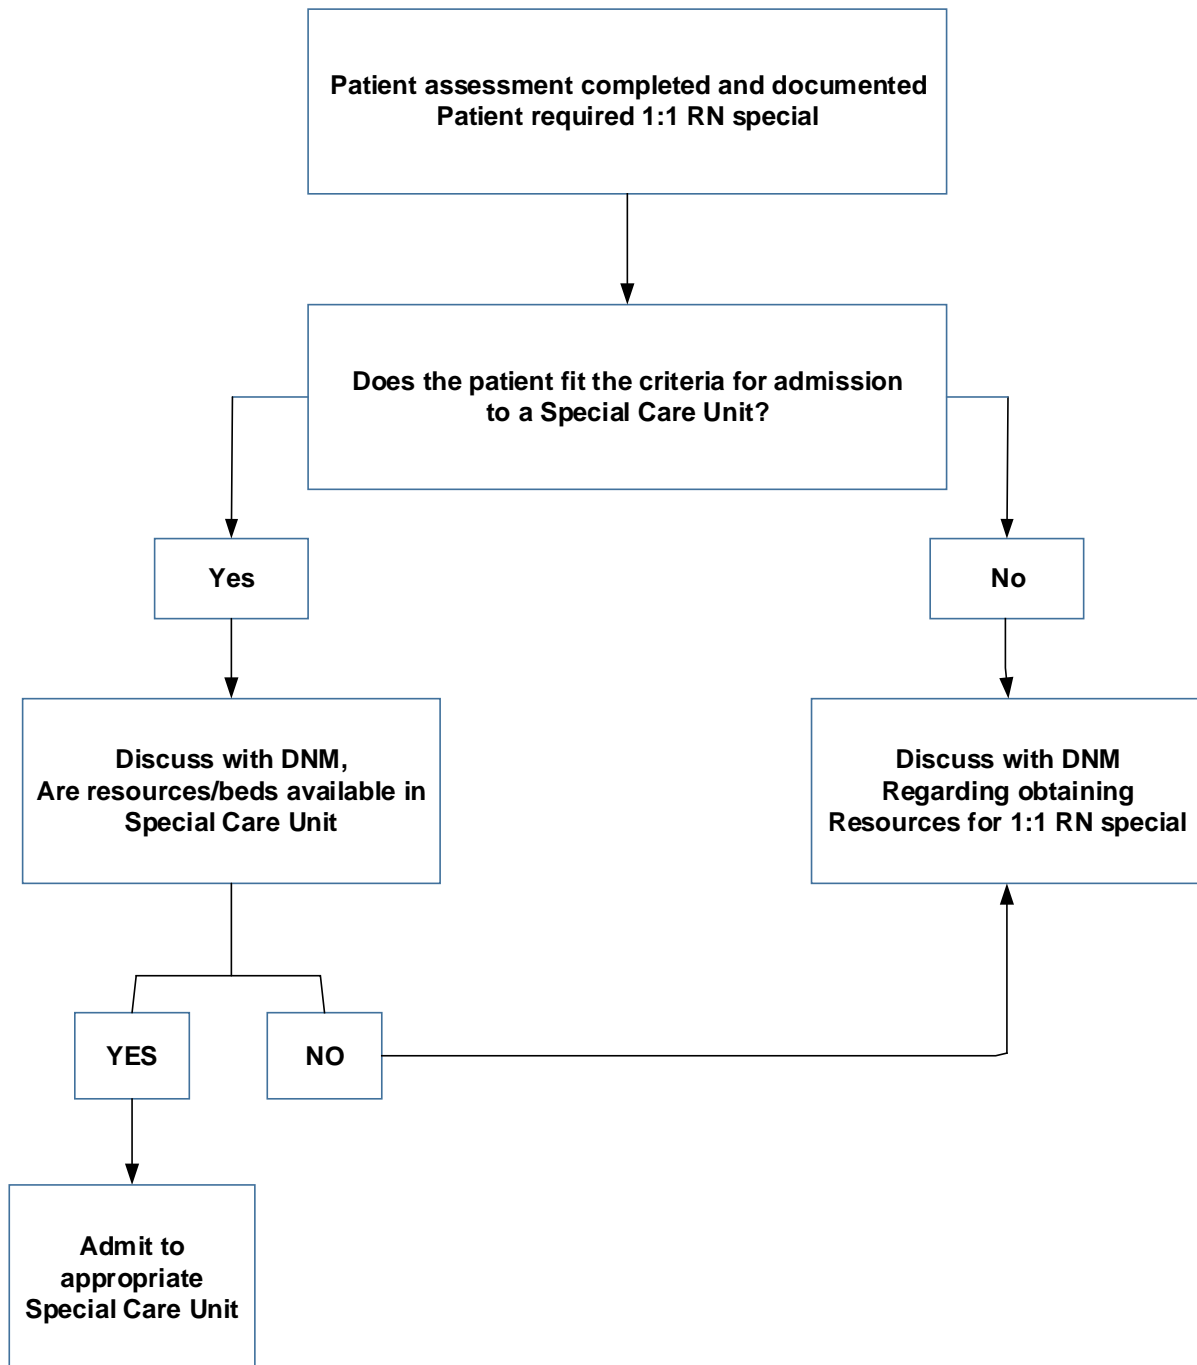 Patient assessment completed and documented
Patient required 1:1 RN special
Does the patient fit the criteria for admission
to a Special Care Unit?
Yes
No
Discuss with DNM,
Are resources/beds available in
Special Care Unit
Discuss with DNM
Regarding obtaining
Resources for 1:1 RN special
YES
NO
Admit to
appropriate
Special Care Unit